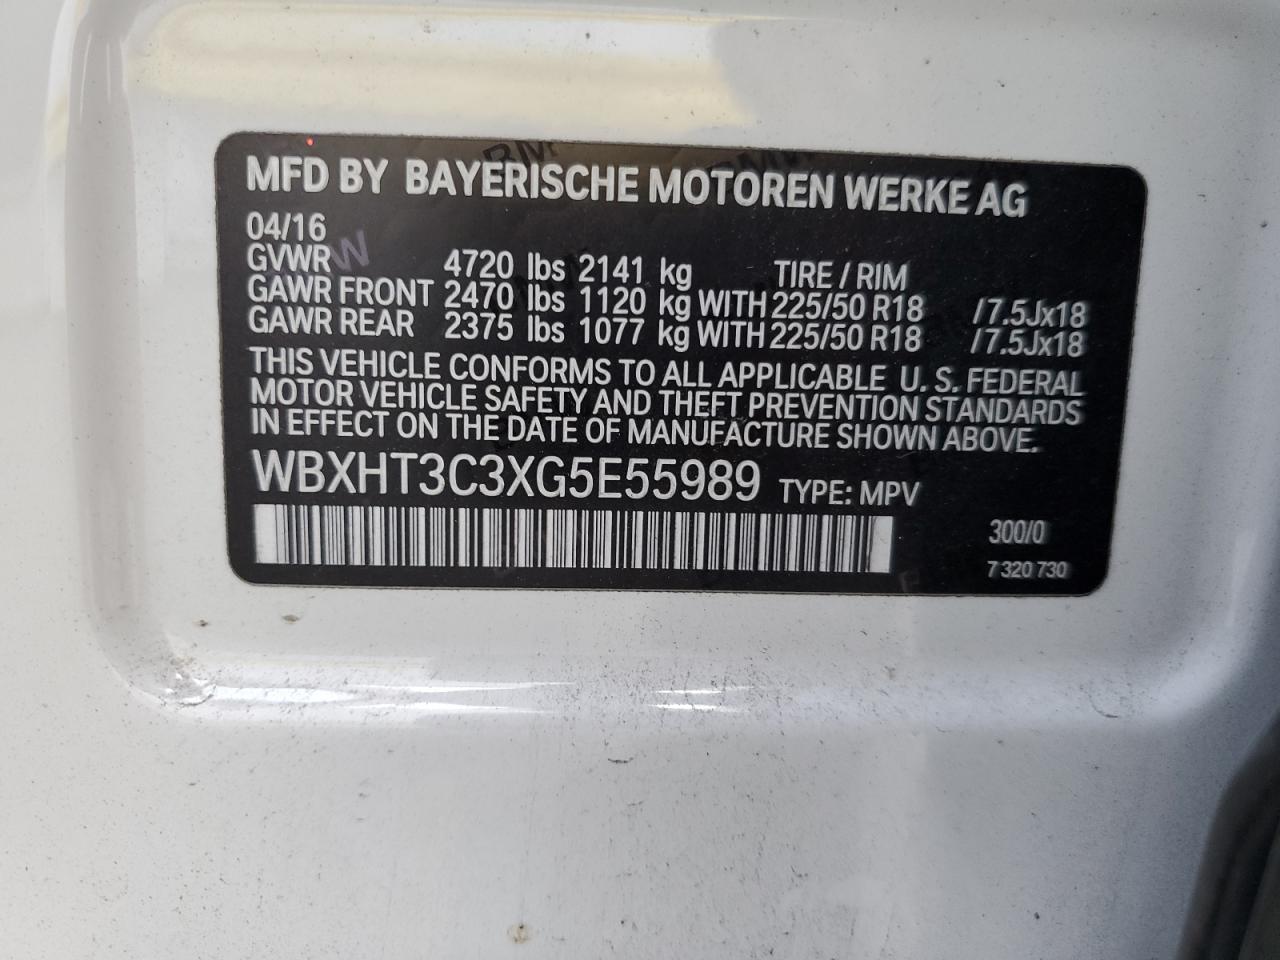 MFD BY BAYERISCHE MOTOREN WERKE AG
04/16
GVWR 4720 lbs 2141 kg TIRE / RIM
GAWR FRONT 2470 lbs 1120 kg WITH 225/50 R18 /7.5Jx18
GAWR REAR 2375 lbs 1077 kg WITH 225/50 R18 /7.5Jx18
THIS VEHICLE CONFORMS TO ALL APPLICABLE U. S. FEDERAL
MOTOR VEHICLE SAFETY AND THEFT PREVENTION STANDARDS
IN EFFECT ON THE DATE OF MANUFACTURE SHOWN ABOVE.
WBXHT3C3XG5E55989 TYPE: MPV
300/0
7 320 730